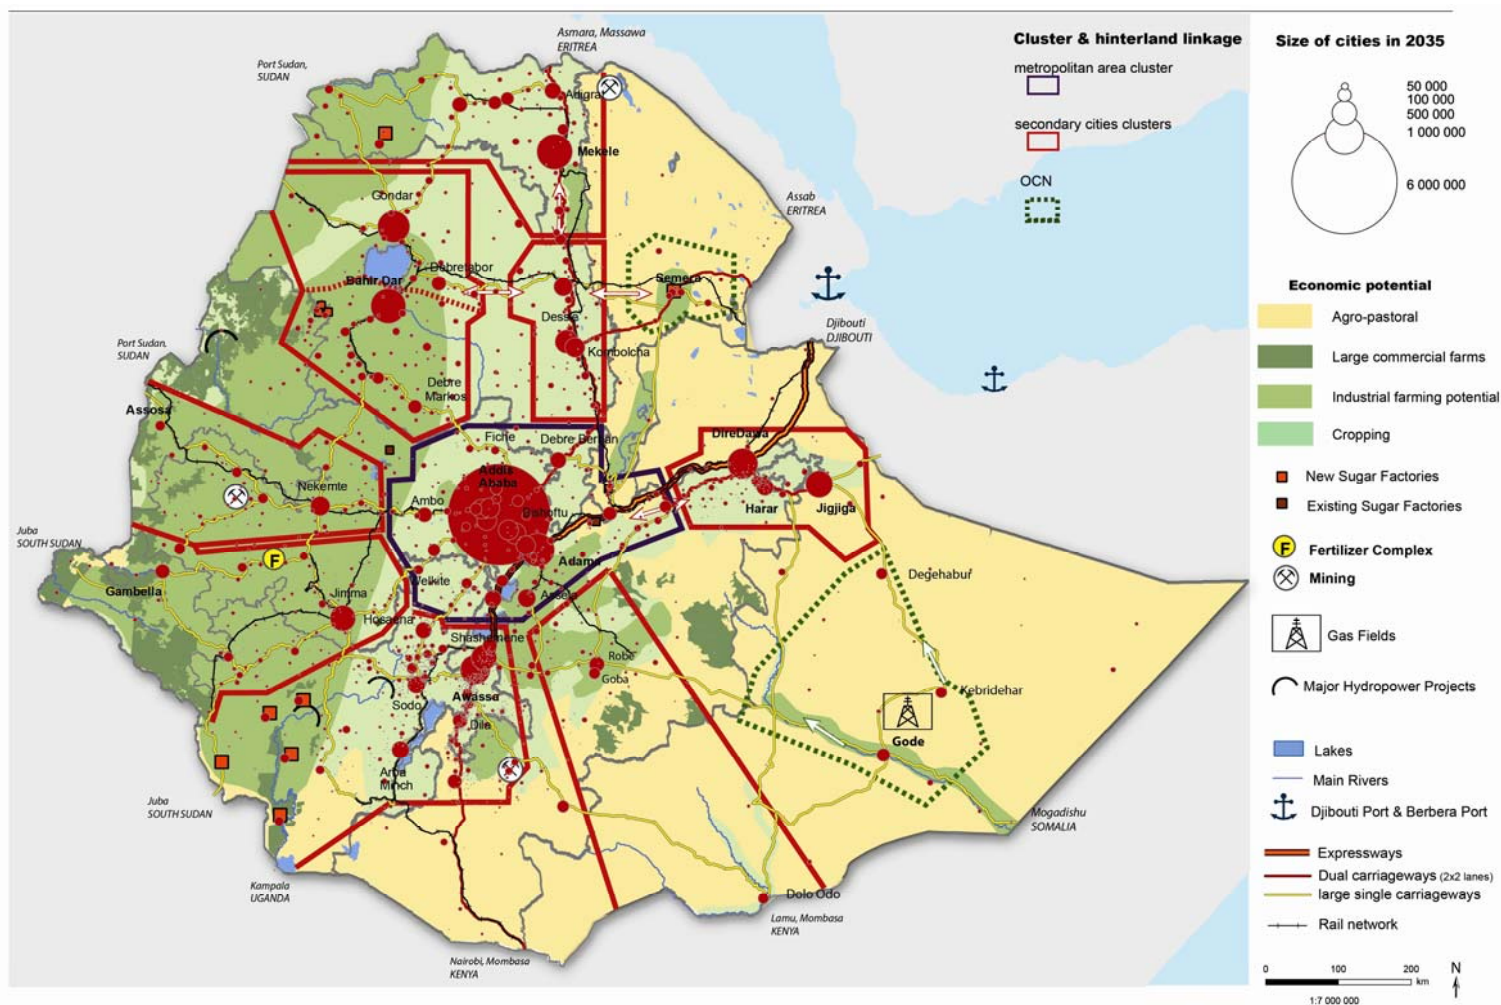 Asmara, Massawa
ERITREA
Port Sudan,
SUDAN
Adigrat
Mekele
Gondar
Assab
ERITREA
Debretabor
Bahir Dar
Semera
Dessie
Kombolcha
Djibouti
DJIBOUTI
Port Sudan,
SUDAN
Debre
Markos
Assosa
Fiche
Debre Berhan
DireDawa
Addis
Ababa
Nekemte
Ambo
Bishoftu
Harar
Jigjiga
Juba
SOUTH SUDAN
F
Adama
Gambella
Welkite
Degehabur
Jimma
Assela
Hosaena
Shashemene
Robe
Goba
Awassa
Sodo
Kebridehar
Dila
Gode
Arba
Minch
Juba
SOUTH SUDAN
Mogadishu
SOMALIA
Kampala
UGANDA
Dolo Odo
Lamu, Mombasa
KENYA
Nairobi, Mombasa
KENYA
Cluster & hinterland linkage
metropolitan area cluster
secondary cities clusters
OCN
Size of cities in 2035
50 000
100 000
500 000
1 000 000
6 000 000
Economic potential
Agro-pastoral
Large commercial farms
Industrial farming potential
Cropping
New Sugar Factories
Existing Sugar Factories
F
Fertilizer Complex
Mining
Gas Fields
Major Hydropower Projects
Lakes
Main Rivers
Djibouti Port & Berbera Port
Expressways
Dual carriageways (2x2 lanes)
large single carriageways
Rail network
0 100 200
km
N
1:7 000 000